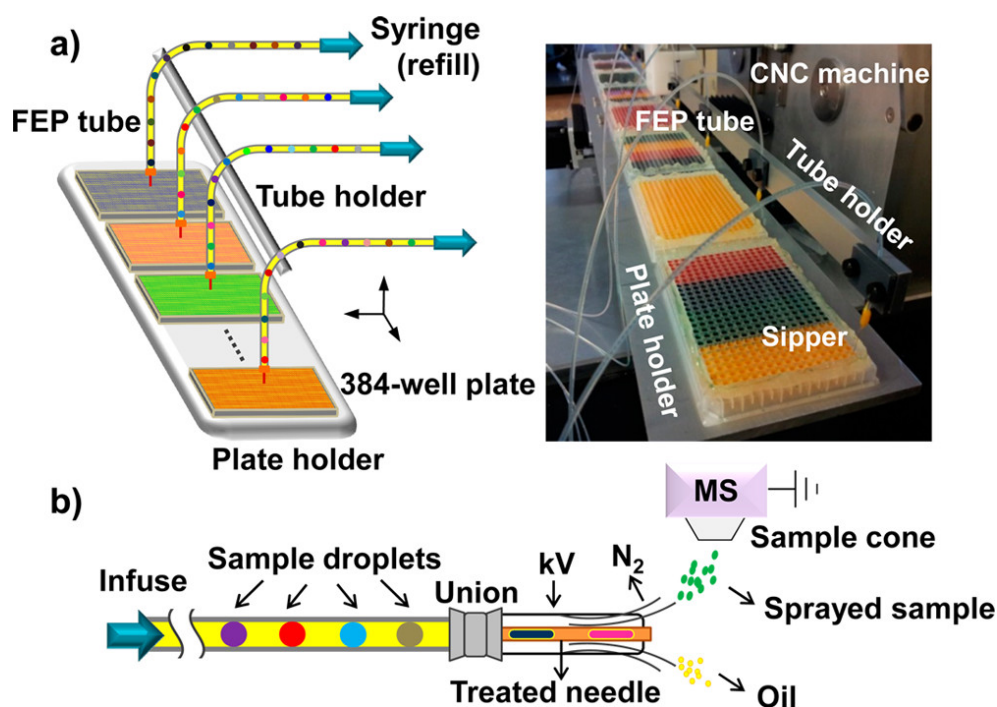 a)
Syringe
(refill)
FEP tube
Tube holder
384-well plate
Plate holder
CNC machine
FEP tube
Tube holder
Plate holder
Sipper
b)
MS
Sample cone
Sample droplets
Infuse
Union
kV
N₂
Sprayed sample
Treated needle
Oil